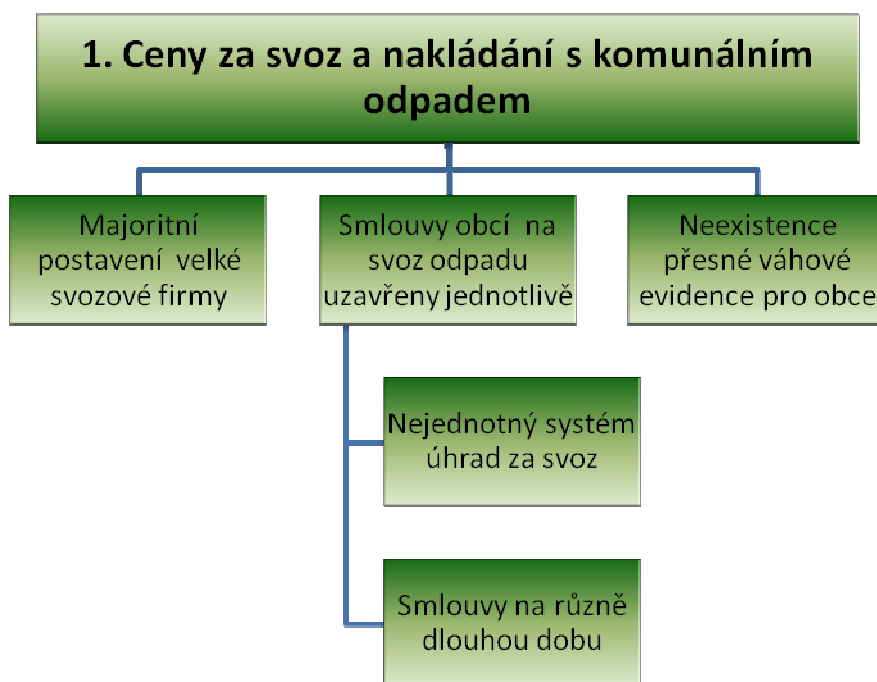 1. Ceny za svoz a nakládání s komunálním
odpadem
Majoritní
postavení velké
svozové firmy
Smlouvy obcí na
svoz odpadu
uzavřeny jednotlivě
Neexistence
přesné váhové
evidence pro obce
Nejednotný systém
úhrad za svoz
Smlouvy na různě
dlouhou dobu